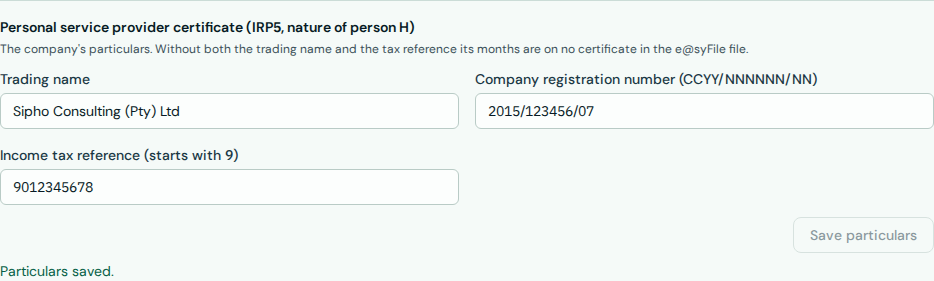 Personal service provider certificate (IRP5, nature of person H)
The company's particulars. Without both the trading name and the tax reference its months are on no certificate in the e@syFile file.
Trading name
Company registration number (CCYY/NNNNNN/NN)
Sipho Consulting (Pty) Ltd
2015/123456/07
Income tax reference (starts with 9)
9012345678
Save particulars
Particulars saved.